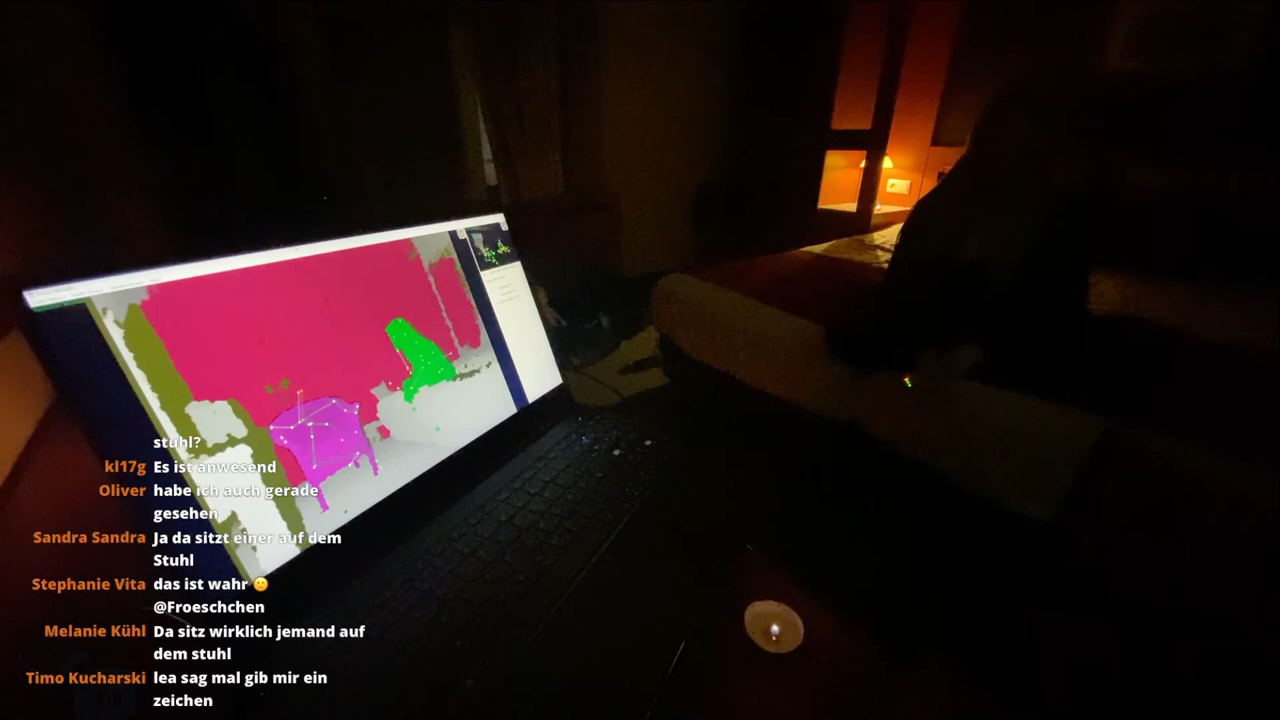 stuhl?
kl17g Es ist anwesend
Oliver habe ich auch gerade
gesehen
Sandra Sandra Ja da sitzt einer auf dem
Stuhl
Stephanie Vita das ist wahr 😐
@Froeschchen
Melanie Kühl Da sitz wirklich jemand auf
dem stuhl
Timo Kucharski lea sag mal gib mir ein
zeichen